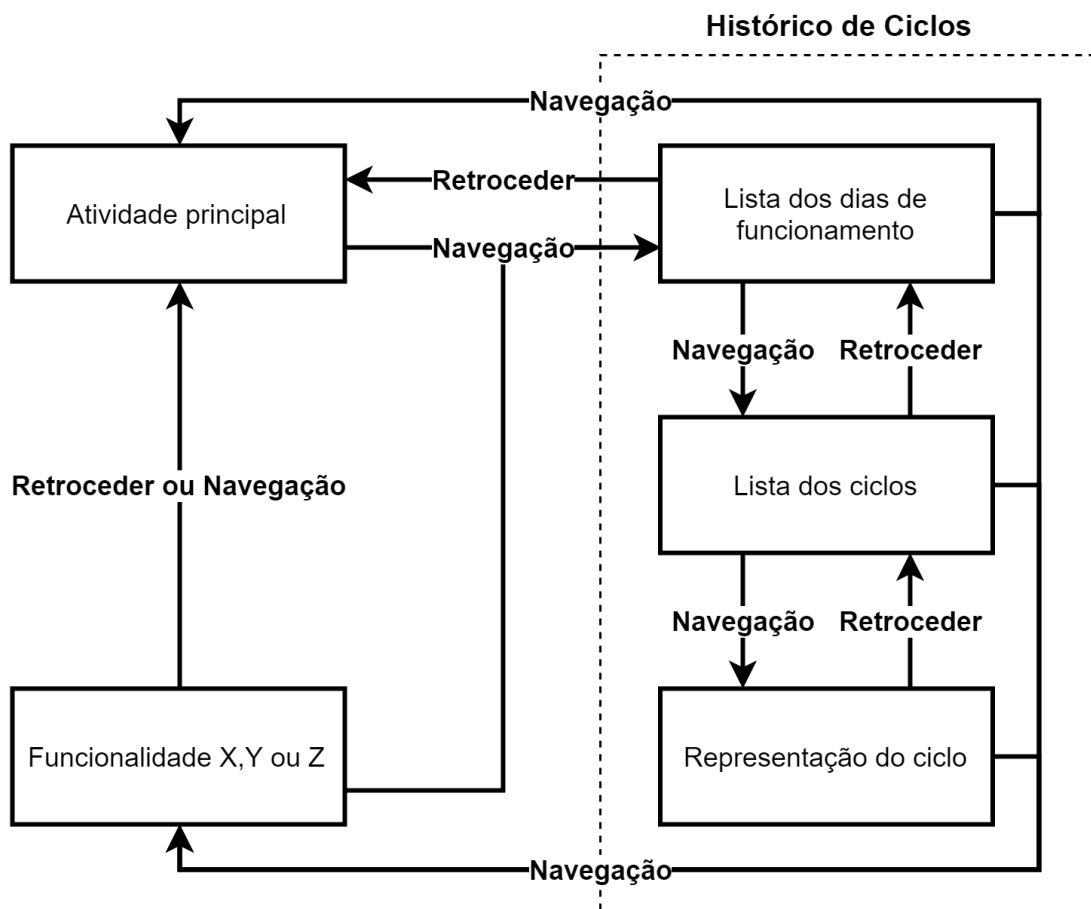 Histórico de Ciclos
Navegação
Atividade principal
Retroceder
Navegação
Lista dos dias de
funcionamento
Navegação
Retroceder
Retroceder ou Navegação
Lista dos ciclos
Navegação
Retroceder
Funcionalidade X,Y ou Z
Representação do ciclo
Navegação